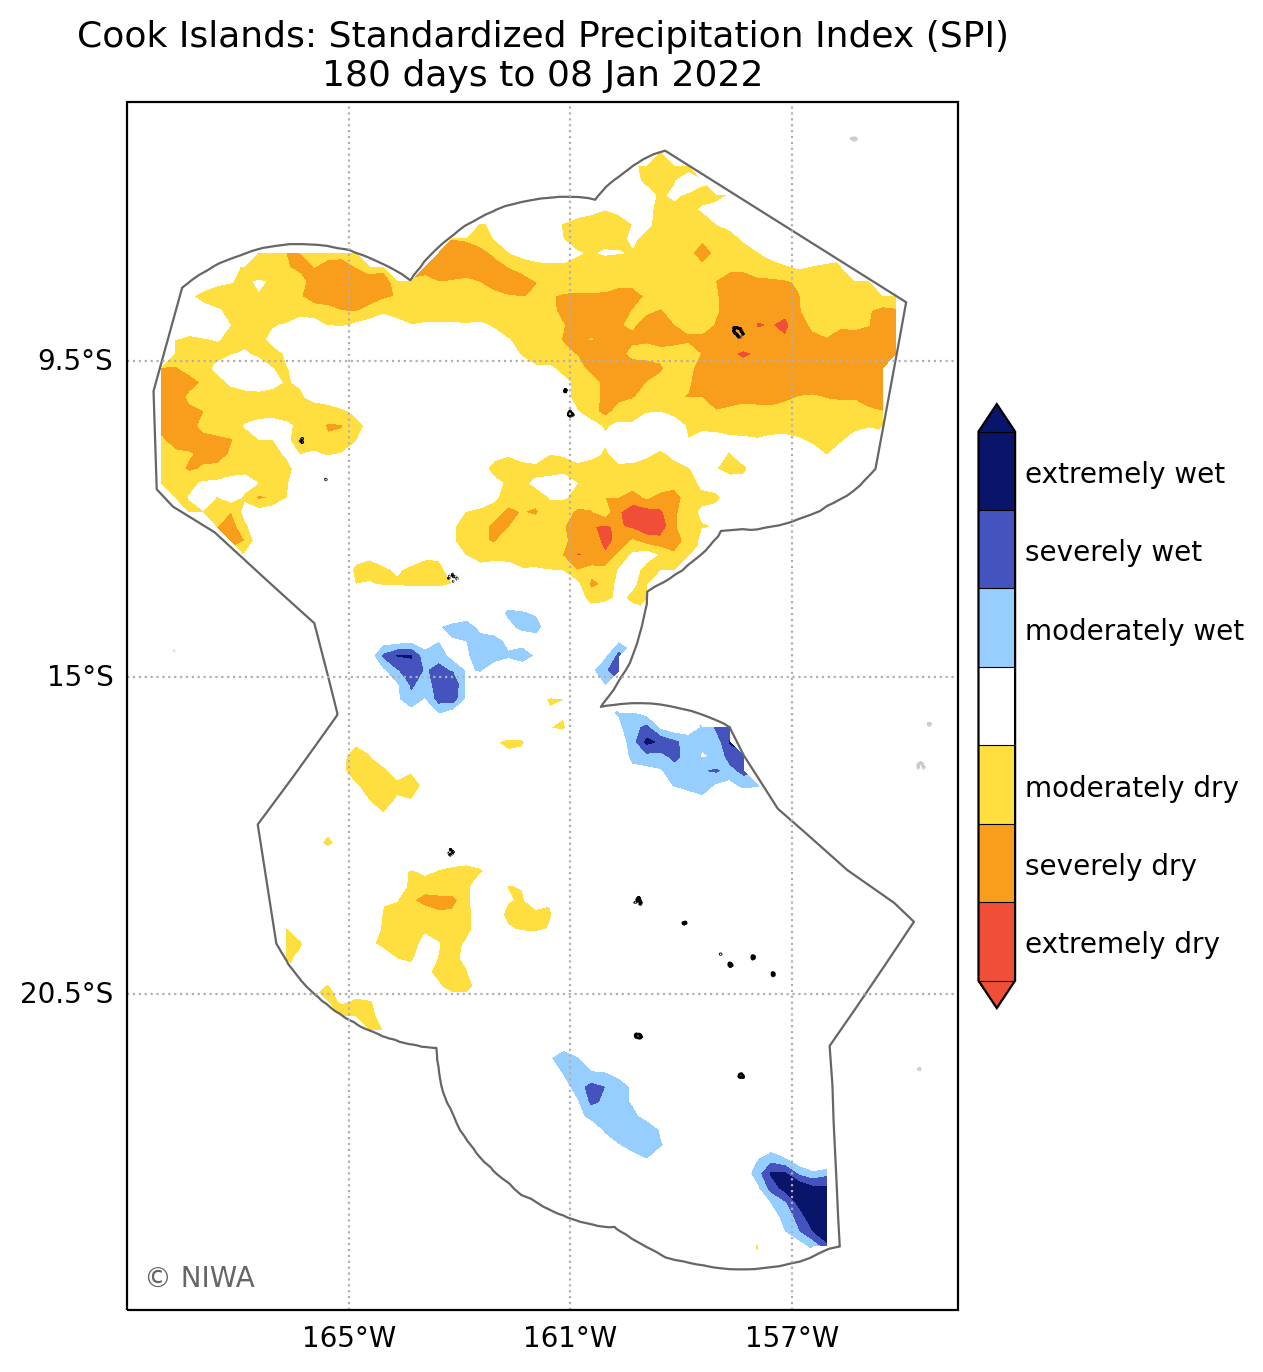 Cook Islands: Standardized Precipitation Index (SPI)
180 days to 08 Jan 2022
9.5°S
15°S
20.5°S
165°W
161°W
157°W
extremely wet
severely wet
moderately wet
moderately dry
severely dry
extremely dry
© NIWA